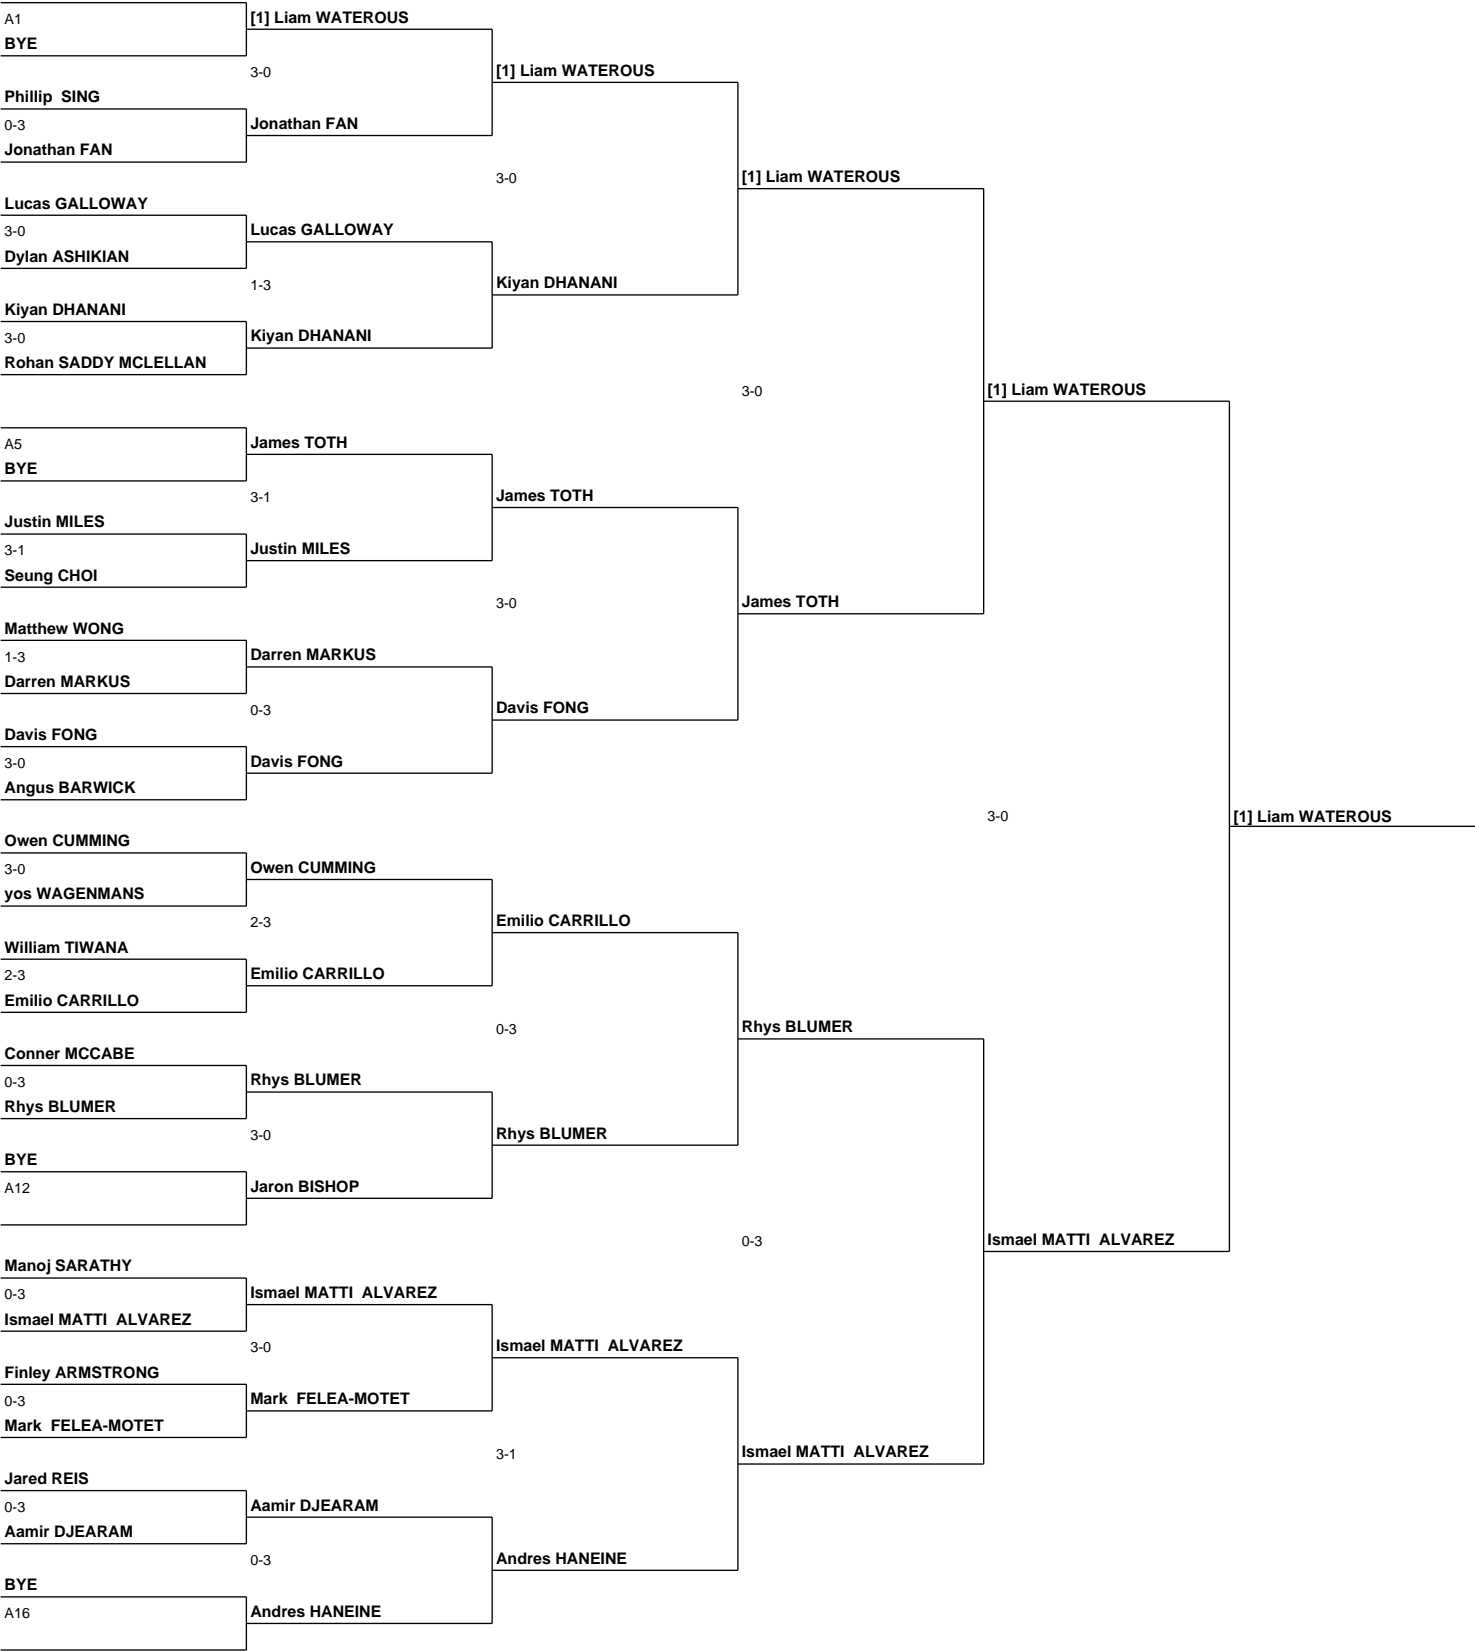 A1
BYE
[1] Liam WATEROUS
3-0
Phillip  SING
0-3
Jonathan FAN
Jonathan FAN
[1] Liam WATEROUS
3-0
Lucas GALLOWAY
3-0
Dylan ASHIKIAN
Lucas GALLOWAY
1-3
Kiyan DHANANI
3-0
Rohan SADDY MCLELLAN
Kiyan DHANANI
Kiyan DHANANI
[1] Liam WATEROUS
3-0
A5
BYE
James TOTH
3-1
Justin MILES
3-1
Seung CHOI
Justin MILES
James TOTH
3-0
Matthew WONG
1-3
Darren MARKUS
Darren MARKUS
0-3
Davis FONG
3-0
Angus BARWICK
Davis FONG
Davis FONG
James TOTH
[1] Liam WATEROUS
3-0
[1] Liam WATEROUS
Owen CUMMING
3-0
yos WAGENMANS
Owen CUMMING
2-3
William TIWANA
2-3
Emilio CARRILLO
Emilio CARRILLO
Emilio CARRILLO
0-3
Conner MCCABE
0-3
Rhys BLUMER
Rhys BLUMER
3-0
BYE
A12
Jaron BISHOP
Rhys BLUMER
Rhys BLUMER
0-3
Manoj SARATHY
0-3
Ismael MATTI  ALVAREZ
Ismael MATTI  ALVAREZ
3-0
Finley ARMSTRONG
0-3
Mark  FELEA-MOTET
Mark  FELEA-MOTET
Ismael MATTI  ALVAREZ
3-1
Jared REIS
0-3
Aamir DJEARAM
Aamir DJEARAM
0-3
BYE
A16
Andres HANEINE
Andres HANEINE
Ismael MATTI  ALVAREZ
Ismael MATTI  ALVAREZ